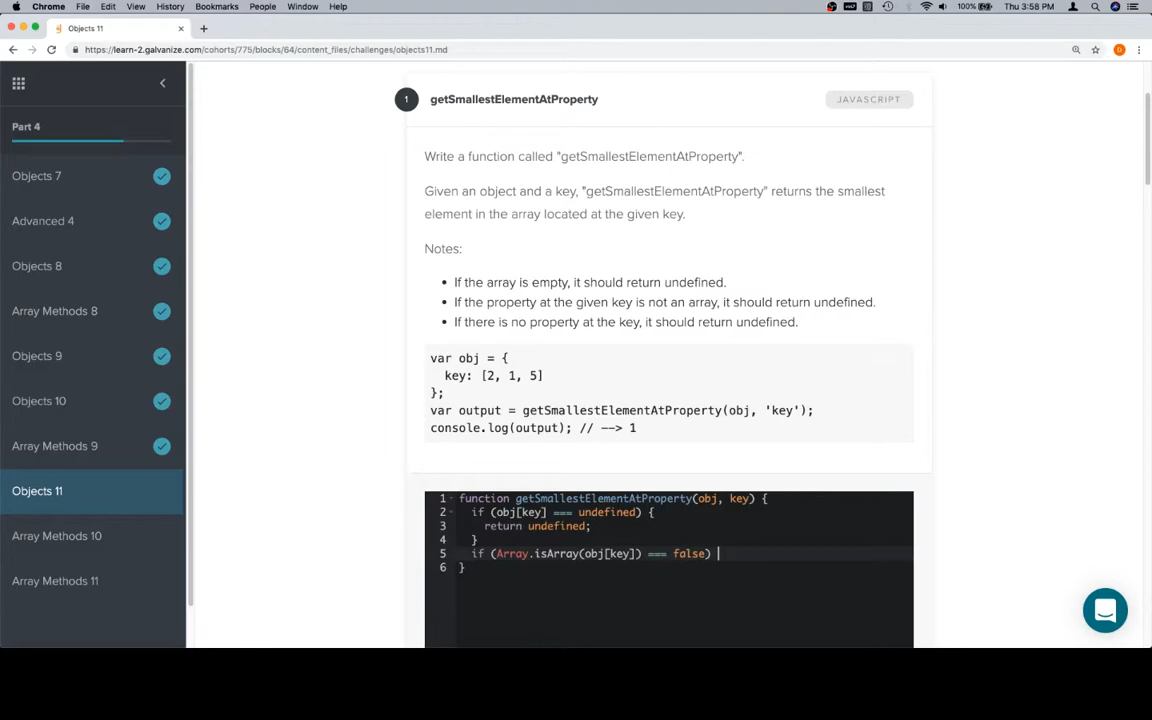 Chrome File Edit View History Bookmarks People Window Help 100% Thu 3:58 PM
Objects 11
https://learn-2.galvanize.com/cohorts/775/blocks/64/content_files/challenges/objects11.md
Part 4
Objects 7
Advanced 4
Objects 8
Array Methods 8
Objects 9
Objects 10
Array Methods 9
Objects 11
Array Methods 10
Array Methods 11
1 getSmallestElementAtProperty JAVASCRIPT
Write a function called "getSmallestElementAtProperty".
Given an object and a key, "getSmallestElementAtProperty" returns the smallest
element in the array located at the given key.
Notes:
• If the array is empty, it should return undefined.
• If the property at the given key is not an array, it should return undefined.
• If there is no property at the key, it should return undefined.
var obj = {
  key: [2, 1, 5]
};
var output = getSmallestElementAtProperty(obj, 'key');
console.log(output); // --> 1
1 function getSmallestElementAtProperty(obj, key) {
2   if (obj[key] === undefined) {
3     return undefined;
4   }
5   if (Array.isArray(obj[key]) === false)
6 }